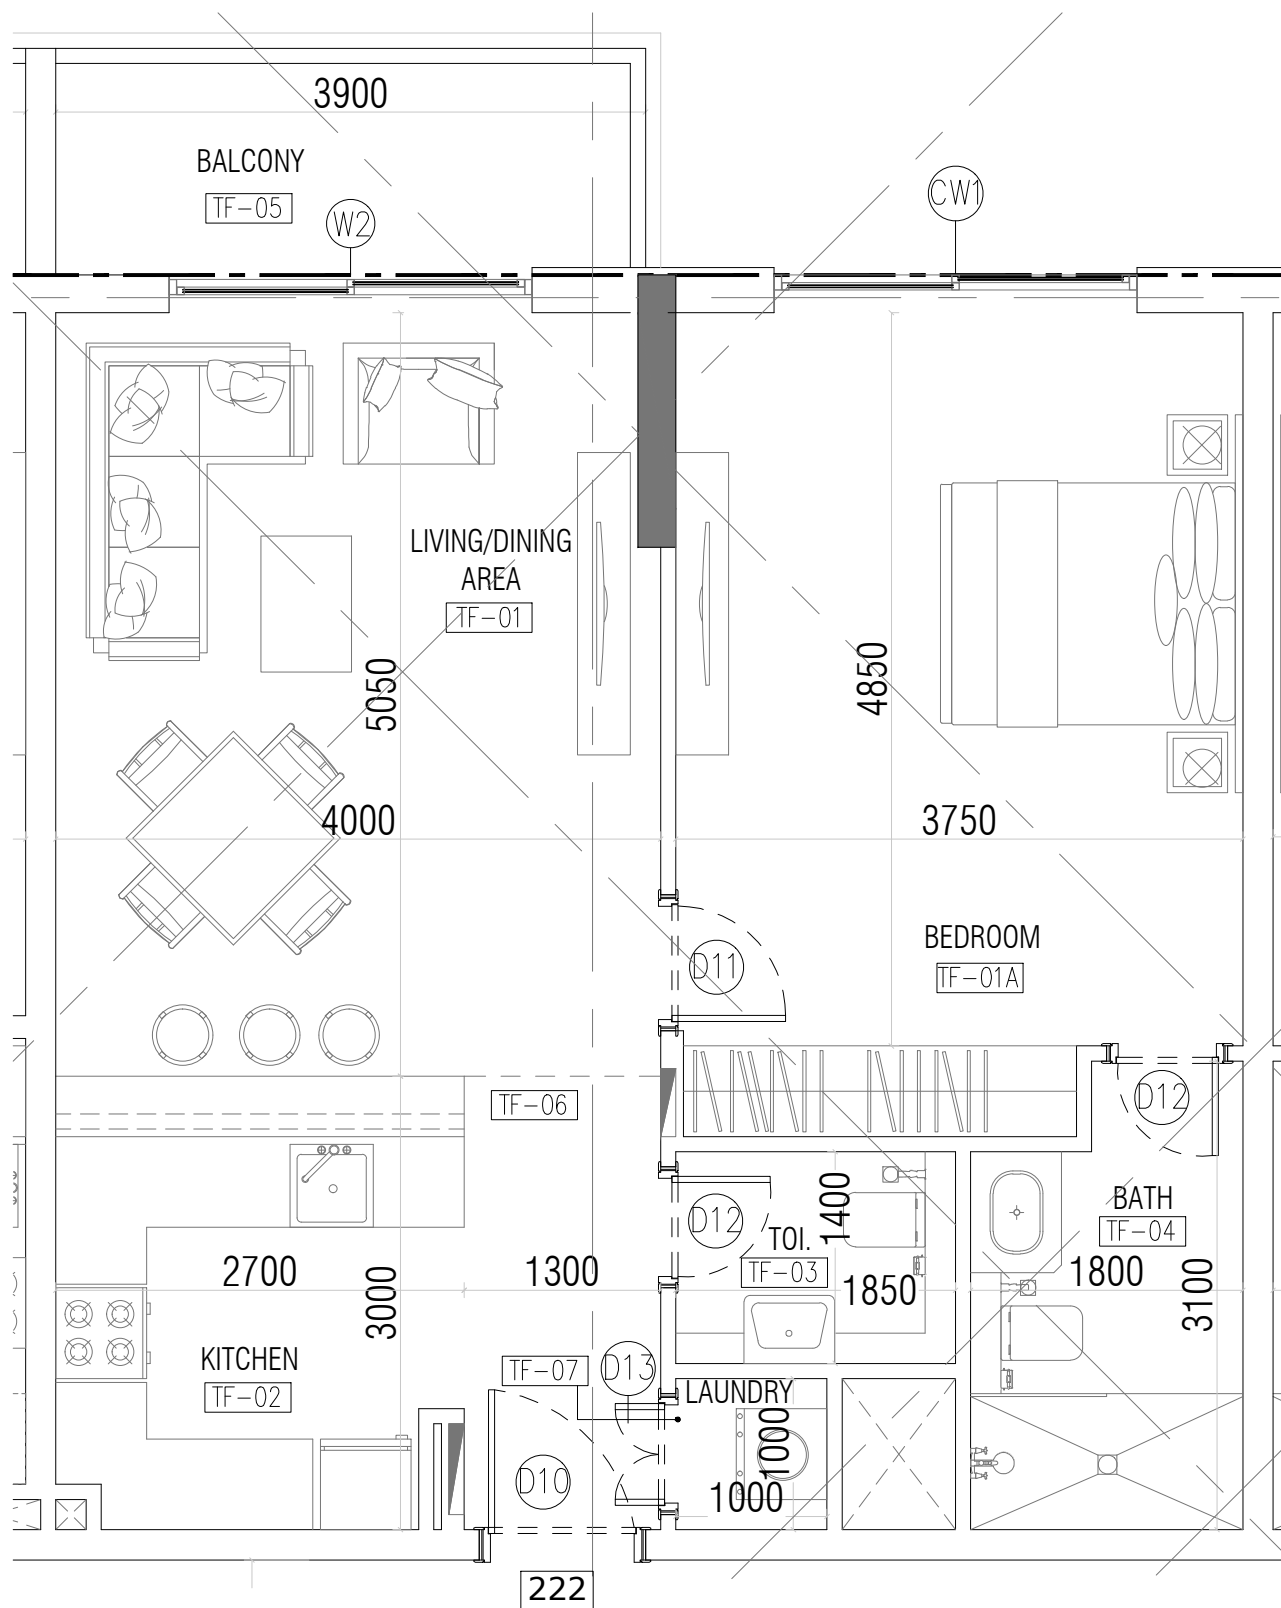 3900
BALCONY
TF-05
W2
CW1
LIVING/DINING
AREA
TF-01
5050
4850
4000
3750
D11
BEDROOM
TF-01A
TF-06
D12
D12
1400
BATH
TF-04
TOI.
TF-03
2700
1300
3000
1850
1800
3100
KITCHEN
TF-02
TF-07
D13
LAUNDRY
1000
1000
D10
222